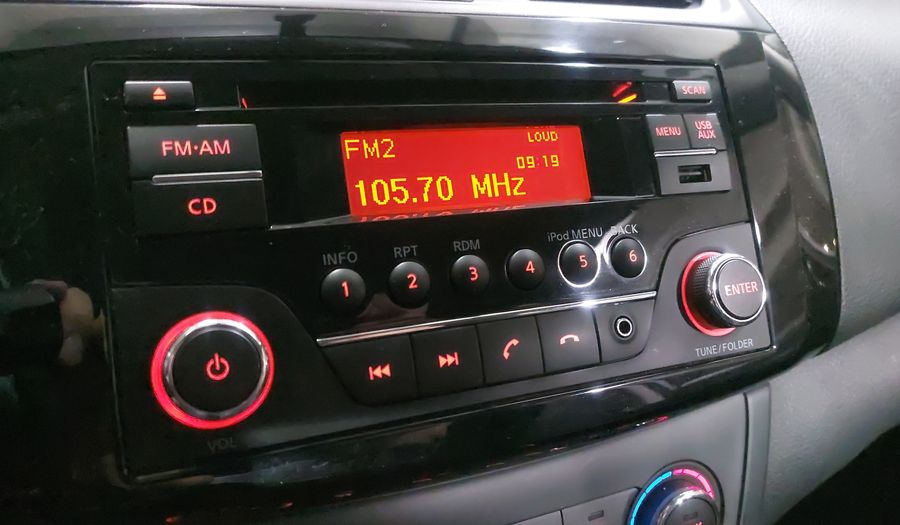 SCAN
FM·AM
CD
FM2
LOUD
09:19
105.70 MHz
MENU
USB
AUX
INFO
RPT
RDM
iPod MENU
BACK
1
2
3
4
5
6
ENTER
TUNE/FOLDER
VOL